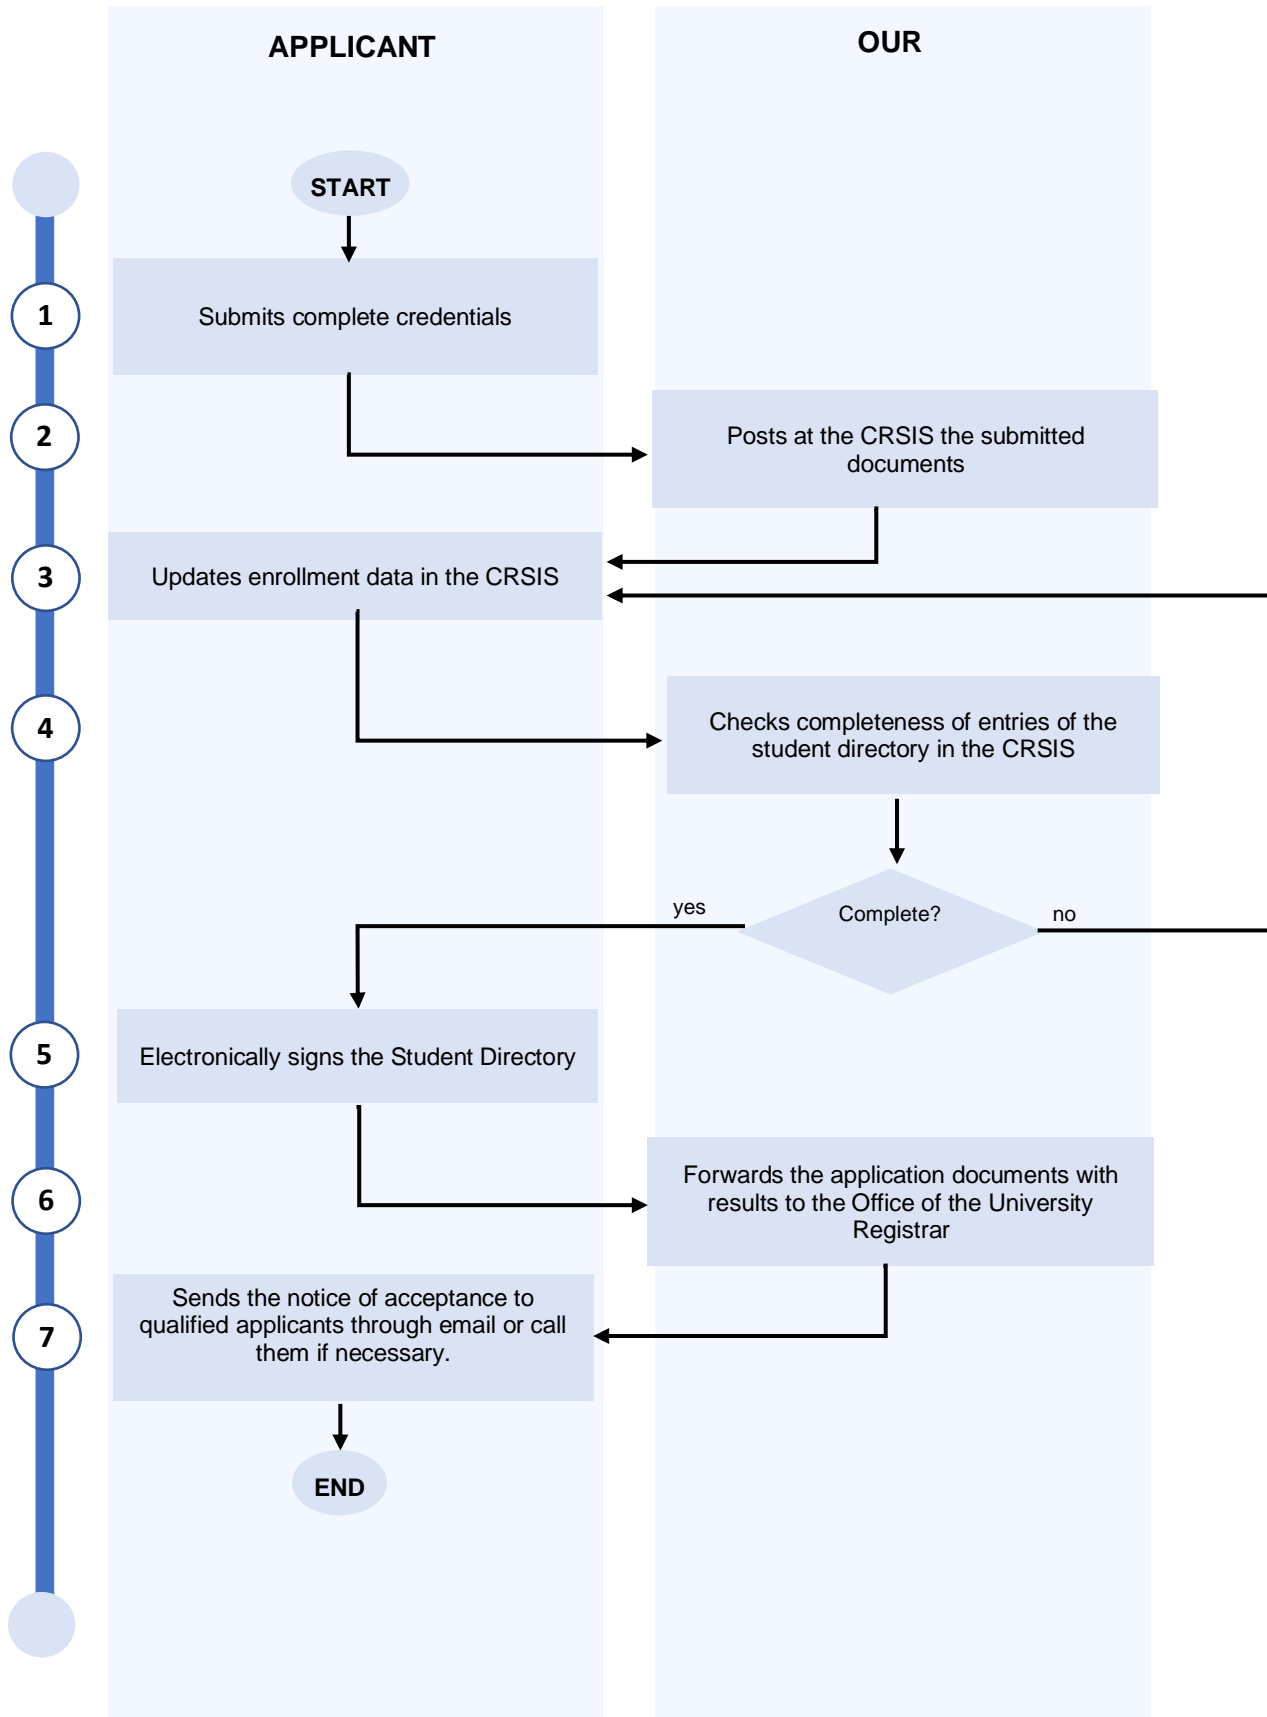 APPLICANT
OUR
START
1
Submits complete credentials
2
Posts at the CRSIS the submitted
documents
3
Updates enrollment data in the CRSIS
4
Checks completeness of entries of the
student directory in the CRSIS
yes
Complete?
no
5
Electronically signs the Student Directory
6
Forwards the application documents with
results to the Office of the University
Registrar
7
Sends the notice of acceptance to
qualified applicants through email or call
them if necessary.
END